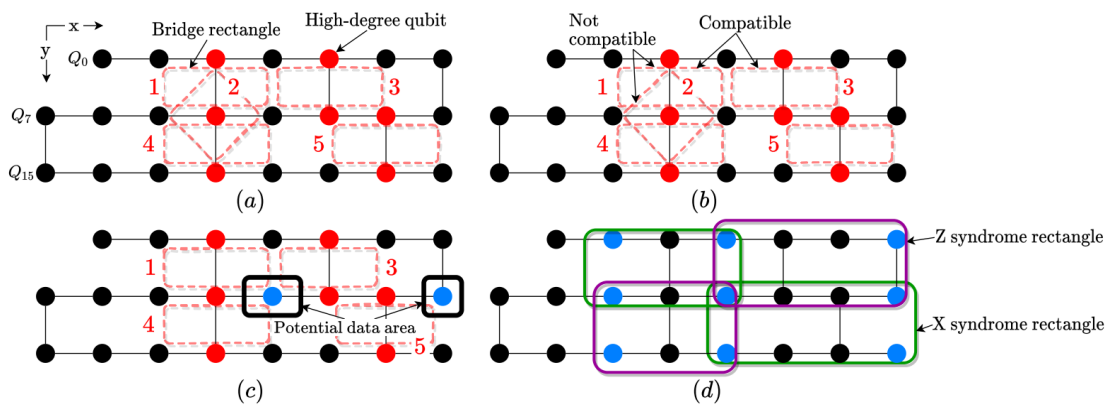 x
y
Bridge rectangle
High-degree qubit
Q0
1
2
3
Q7
4
5
Q15
(a)
Not
compatible
Compatible
1
2
3
4
5
(b)
1
3
4
Potential data area
5
(c)
Z syndrome rectangle
X syndrome rectangle
(d)